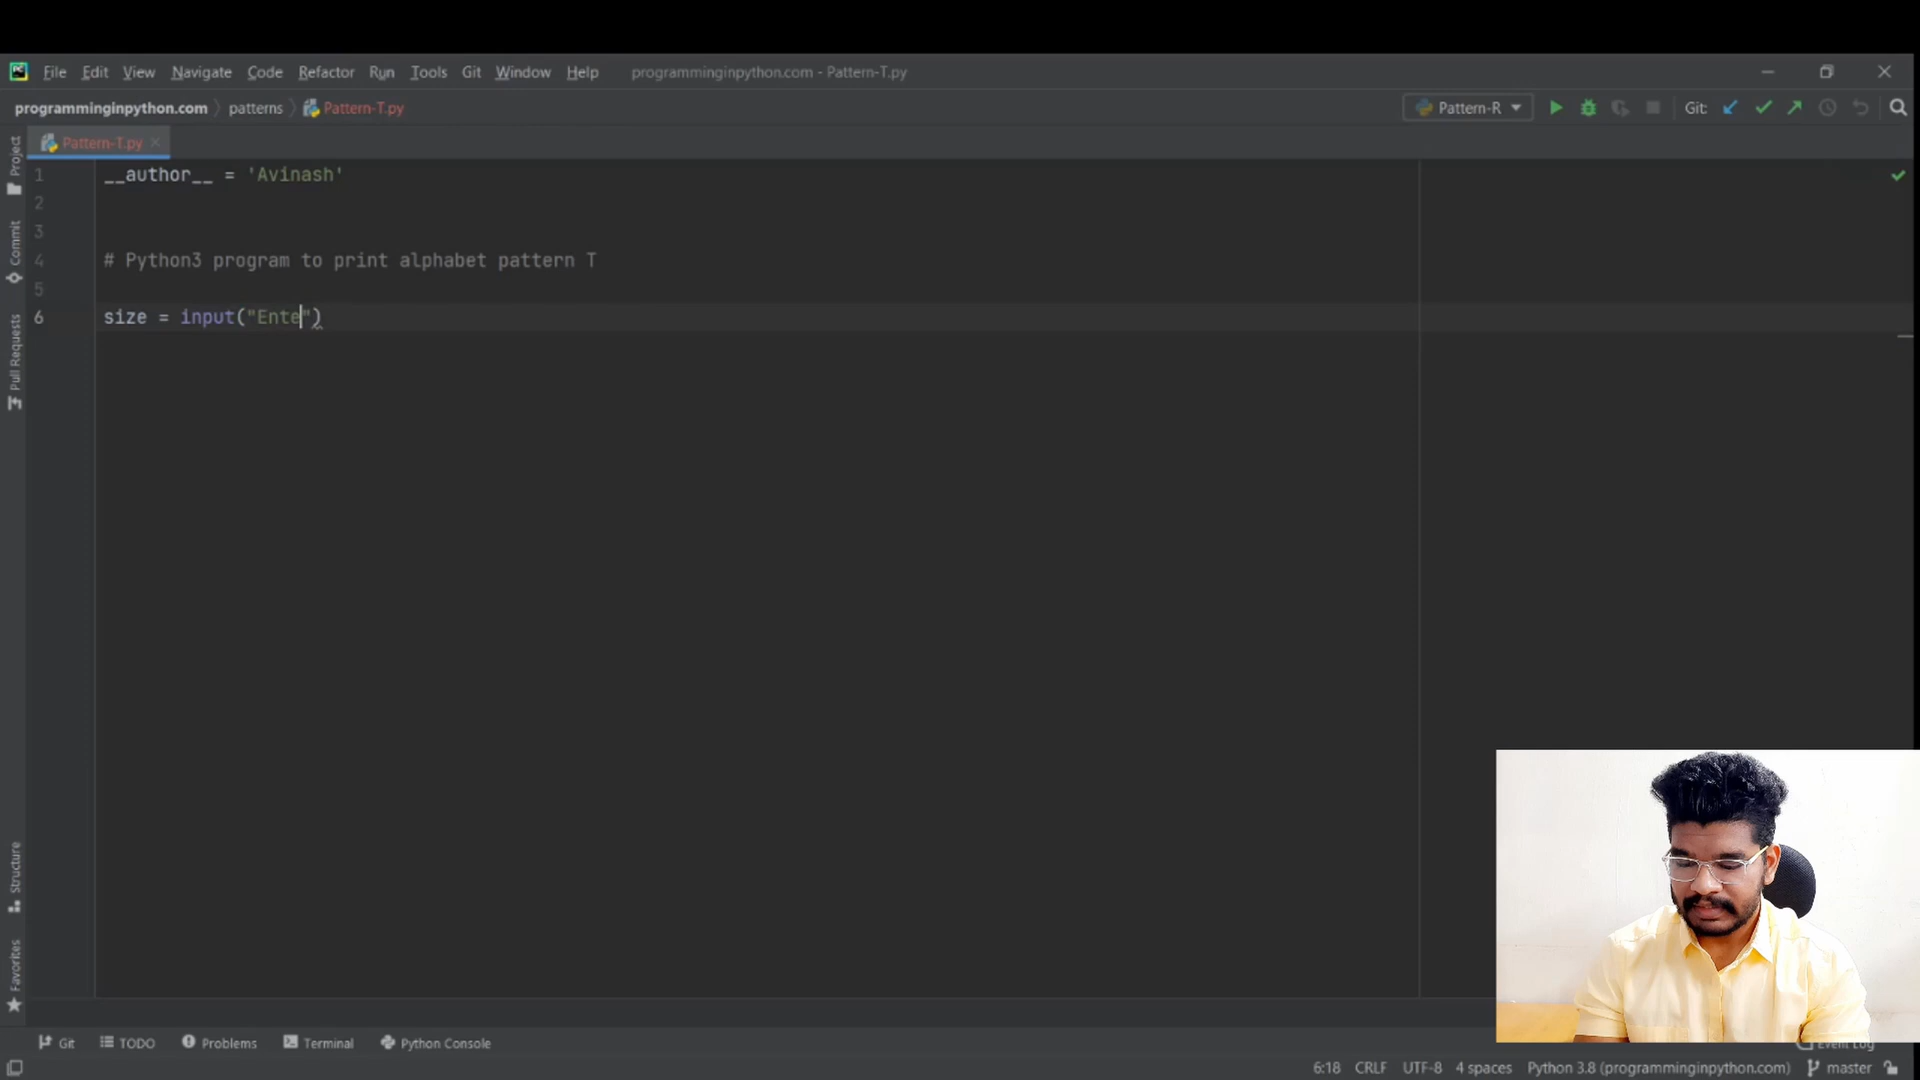 File Edit View Navigate Code Refactor Run Tools Git Window Help programminginpython.com - Pattern-T.py
programminginpython.com patterns Pattern-T.py Pattern-R Git:
Pattern-T.py
Project
Commit
Pull Requests
Structure
Favorites
1 __author__ = 'Avinash'
2
3
4 # Python3 program to print alphabet pattern T
5
6 size = input("Ente")
Git TODO Problems Terminal Python Console Event Log
6:18 CRLF UTF-8 4 spaces Python 3.8 (programminginpython.com) master